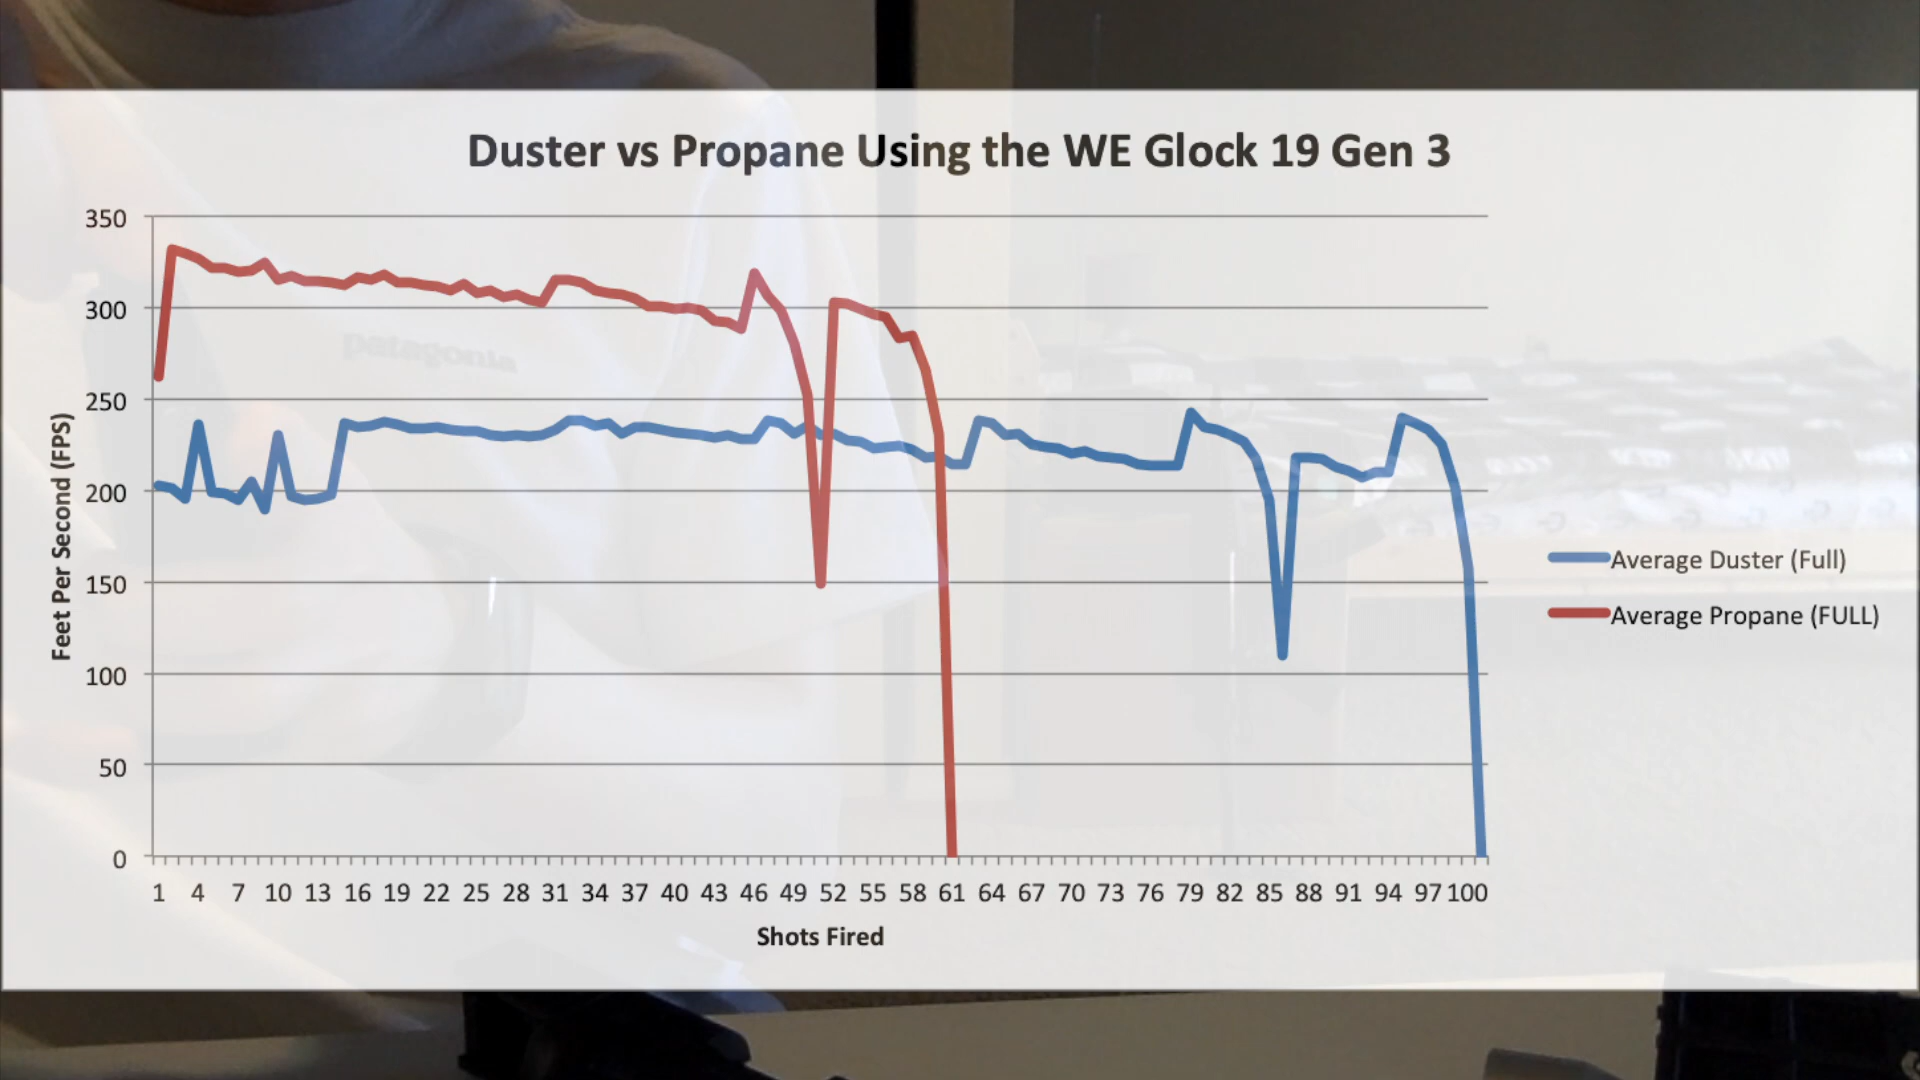 Duster vs Propane Using the WE Glock 19 Gen 3
350
300
250
200
150
100
50
0
Feet Per Second (FPS)
patagonia
1 4 7 10 13 16 19 22 25 28 31 34 37 40 43 46 49 52 55 58 61 64 67 70 73 76 79 82 85 88 91 94 97 100
Shots Fired
Average Duster (Full)
Average Propane (FULL)